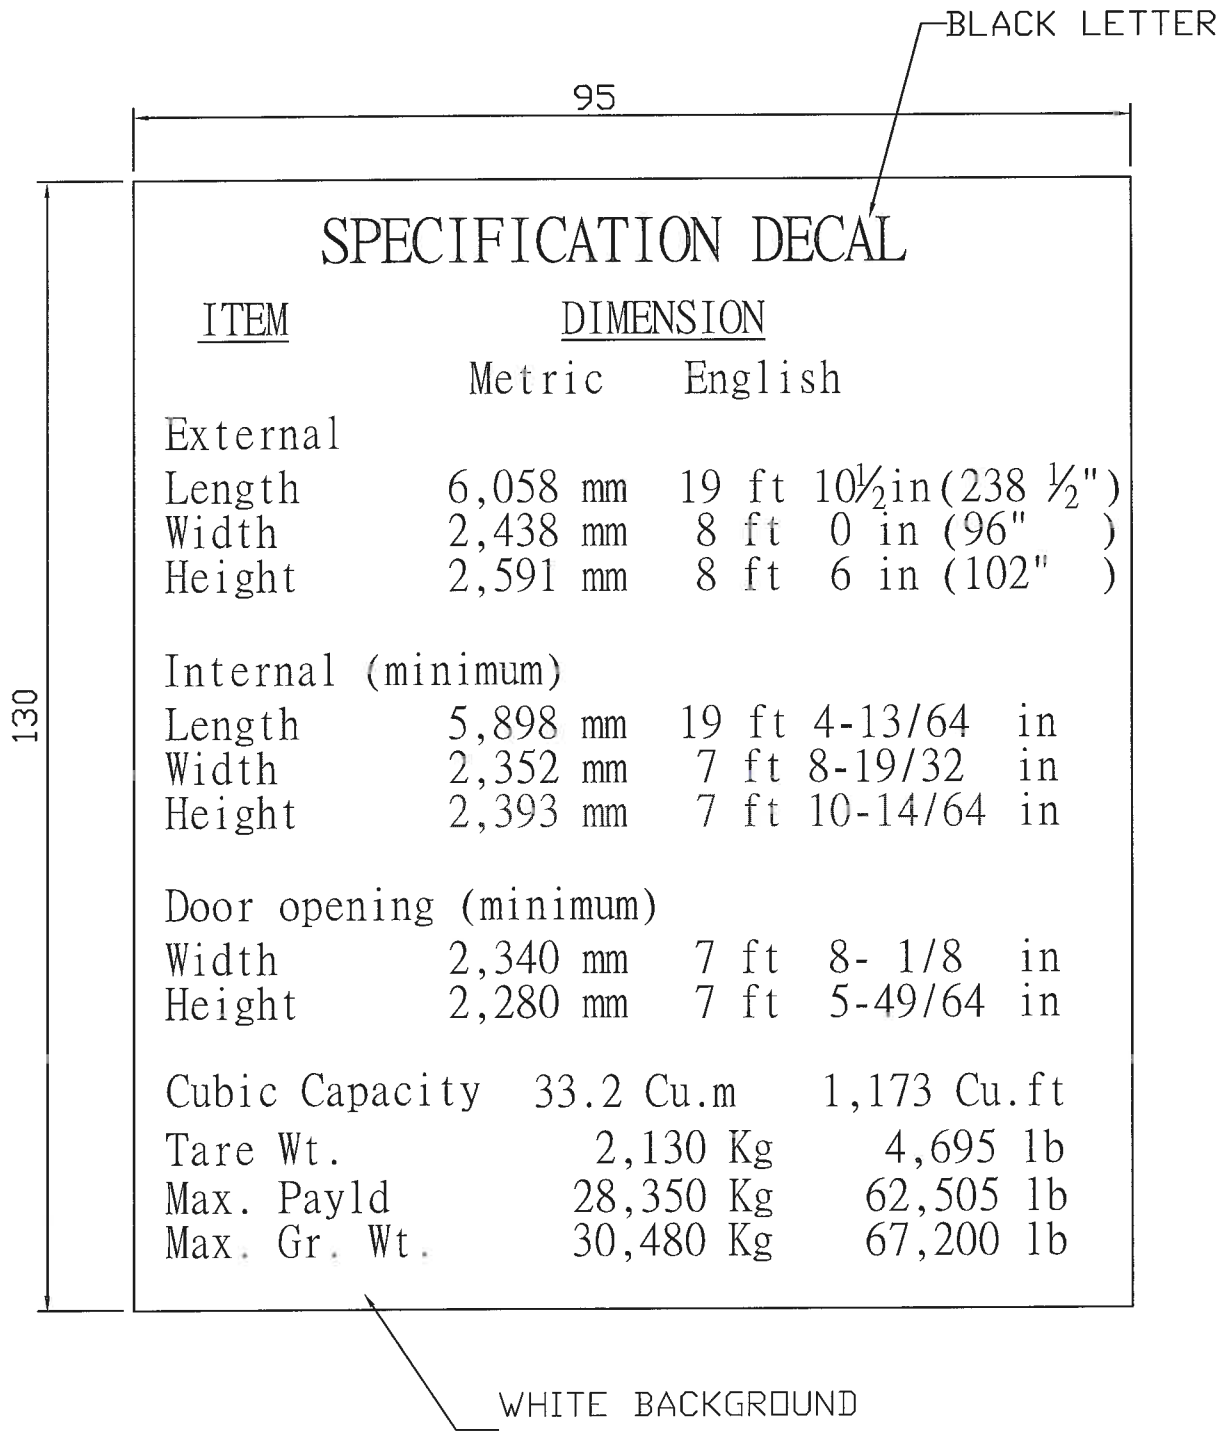 BLACK LETTER
95
SPECIFICATION DECAL
ITEM DIMENSION
Metric English
External
Length 6,058 mm 19 ft 10½in(238 ½")
Width 2,438 mm 8 ft 0 in (96" )
Height 2,591 mm 8 ft 6 in (102" )
130
Internal (minimum)
Length 5,898 mm 19 ft 4-13/64 in
Width 2,352 mm 7 ft 8-19/32 in
Height 2,393 mm 7 ft 10-14/64 in
Door opening (minimum)
Width 2,340 mm 7 ft 8- 1/8 in
Height 2,280 mm 7 ft 5-49/64 in
Cubic Capacity 33.2 Cu.m 1,173 Cu.ft
Tare Wt. 2,130 Kg 4,695 lb
Max. Payld 28,350 Kg 62,505 lb
Max. Gr. Wt. 30,480 Kg 67,200 lb
WHITE BACKGROUND